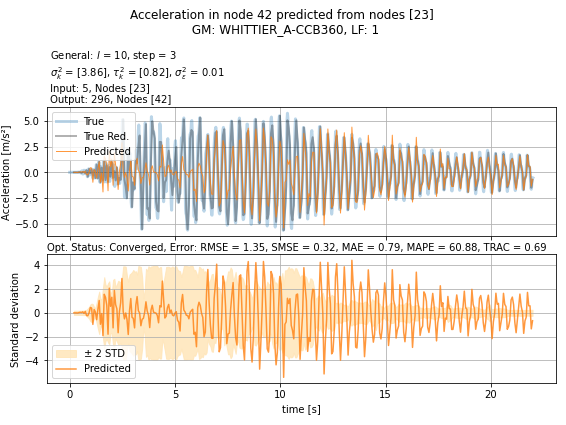 Acceleration in node 42 predicted from nodes [23]
GM: WHITTIER_A-CCB360, LF: 1
General: l = 10, step = 3
σ²ₖ = [3.86], τ²ₖ = [0.82], σ²ε = 0.01
Input: 5, Nodes [23]
Output: 296, Nodes [42]
Acceleration [m/s²]
5.0
2.5
0.0
−2.5
−5.0
True
True Red.
Predicted
Opt. Status: Converged, Error: RMSE = 1.35, SMSE = 0.32, MAE = 0.79, MAPE = 60.88, TRAC = 0.69
Standard deviation
4
2
0
−2
−4
± 2 STD
Predicted
0 5 10 15 20
time [s]